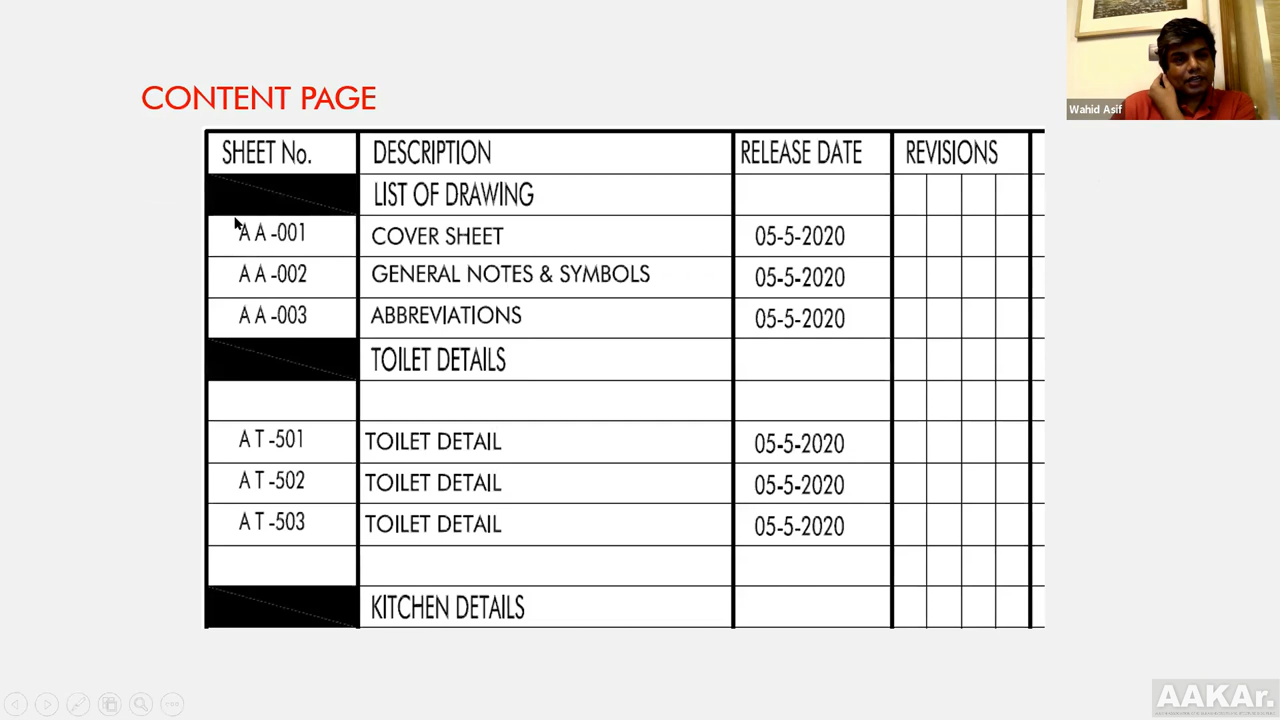 CONTENT PAGE
Wahid Asif
SHEET No. DESCRIPTION RELEASE DATE REVISIONS
LIST OF DRAWING
A A -001 COVER SHEET 05-5-2020
A A -002 GENERAL NOTES & SYMBOLS 05-5-2020
A A -003 ABBREVIATIONS 05-5-2020
TOILET DETAILS
A T -501 TOILET DETAIL 05-5-2020
A T -502 TOILET DETAIL 05-5-2020
A T -503 TOILET DETAIL 05-5-2020
KITCHEN DETAILS
AAKAr.